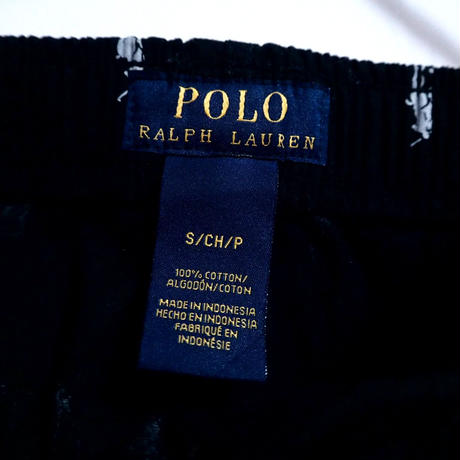 POLO
RALPH LAUREN
S/CH/P
100% COTTON/
ALGODÓN/COTON
MADE IN INDONESIA
HECHO EN INDONESIA
FABRIQUÉ EN
INDONÉSIE